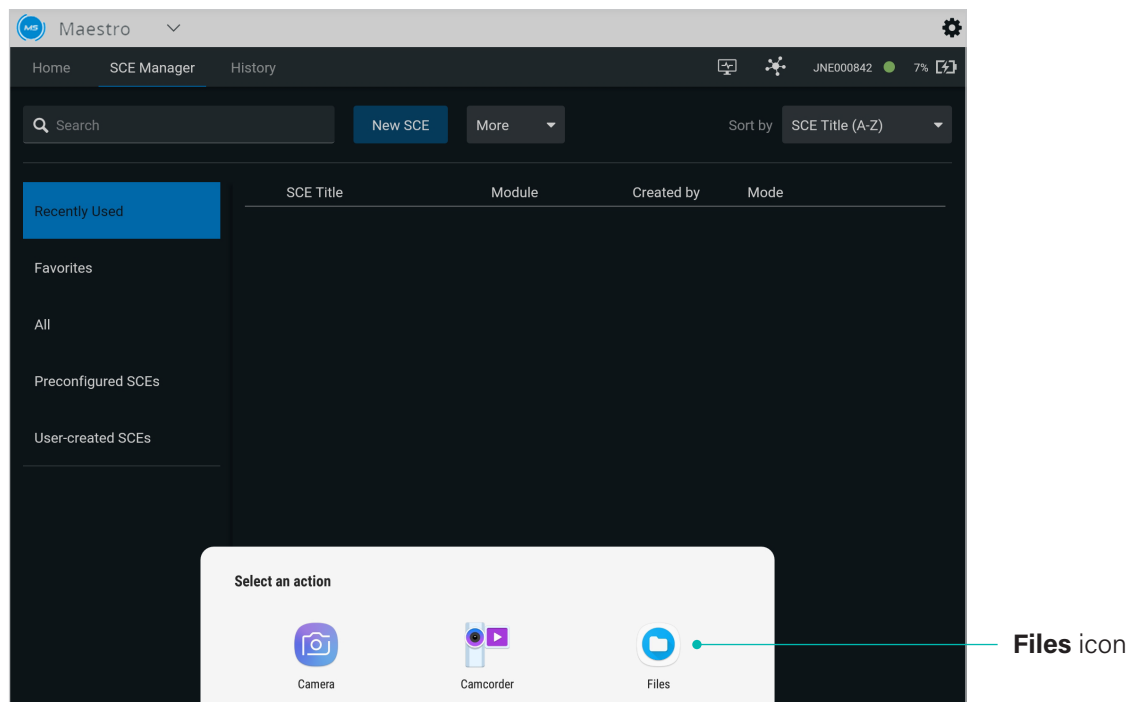 MS Maestro
Home SCE Manager History JNE000842 7%
Search New SCE More Sort by SCE Title (A-Z)
SCE Title Module Created by Mode
Recently Used
Favorites
All
Preconfigured SCEs
User-created SCEs
Select an action
Camera Camcorder Files
Files icon